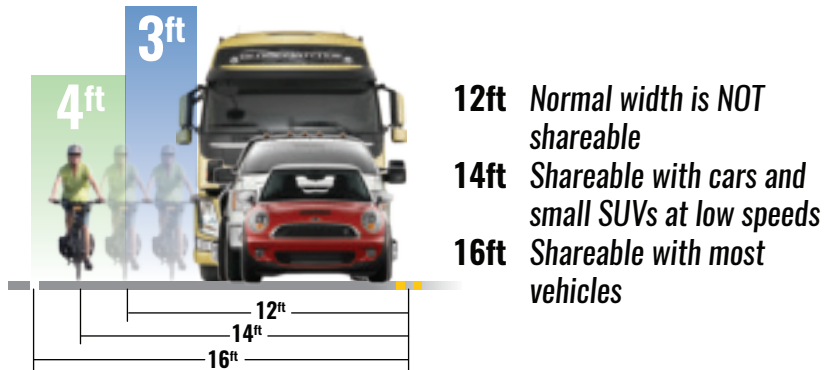 3ft
4ft
12ft Normal width is NOT
shareable
14ft Shareable with cars and
small SUVs at low speeds
16ft Shareable with most
vehicles
12ft
14ft
16ft